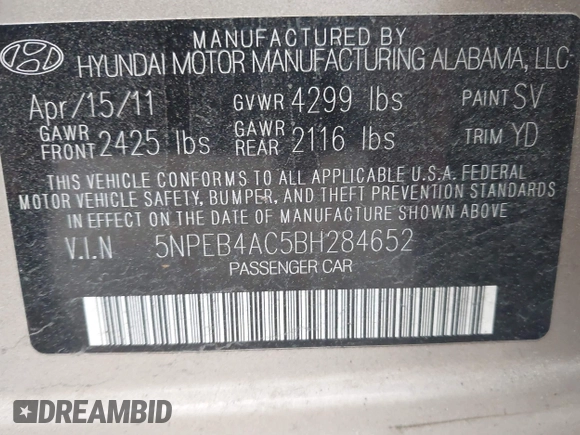 MANUFACTURED BY
HYUNDAI MOTOR MANUFACTURING ALABAMA, LLC
Apr/15/11 GVWR 4299 lbs PAINT SV
GAWR FRONT 2425 lbs GAWR REAR 2116 lbs TRIM YD
THIS VEHICLE CONFORMS TO ALL APPLICABLE U.S.A. FEDERAL
MOTOR VEHICLE SAFETY, BUMPER, AND THEFT PREVENTION STANDARDS
IN EFFECT ON THE DATE OF MANUFACTURE SHOWN ABOVE
V.I.N 5NPEB4AC5BH284652
PASSENGER CAR
DREAMBID